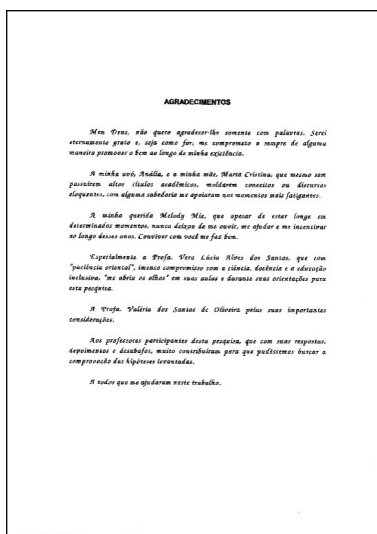 AGRADECIMENTOS
Meu Deus, não quero agradecer-lhe somente com palavras. Serei
eternamente grato e, seja como for, me comprometo a sempre de alguma
maneira promover o bem ao longo de minha existência.
A minha avó, Anália, e a minha mãe, Maria Cristina, que mesmo sem
possuírem altos títulos acadêmicos, moldarem conceitos ou discursos
eloquentes, com alguma sabedoria me apoiaram nos momentos mais fatigantes.
A minha querida Melody Mie, que apesar de estar longe em
determinados momentos, nunca deixou de me ouvir, me ajudar e me incentivar
ao longo desses anos. Conviver com você me faz bem.
Especialmente a Profa. Vera Lúcia Alves dos Santos, que com
"paciência oriental", imenso compromisso com a ciência, docência e a educação
inclusiva, "me abriu os olhos" em suas aulas e durante suas orientações para
esta pesquisa.
A Profa. Valéria dos Santos de Oliveira pelas suas importantes
considerações.
Aos professores participantes desta pesquisa, que com suas respostas,
depoimentos e desabafos, muito contribuíram para que pudéssemos buscar a
comprovação das hipóteses levantadas.
A todos que me ajudaram neste trabalho.